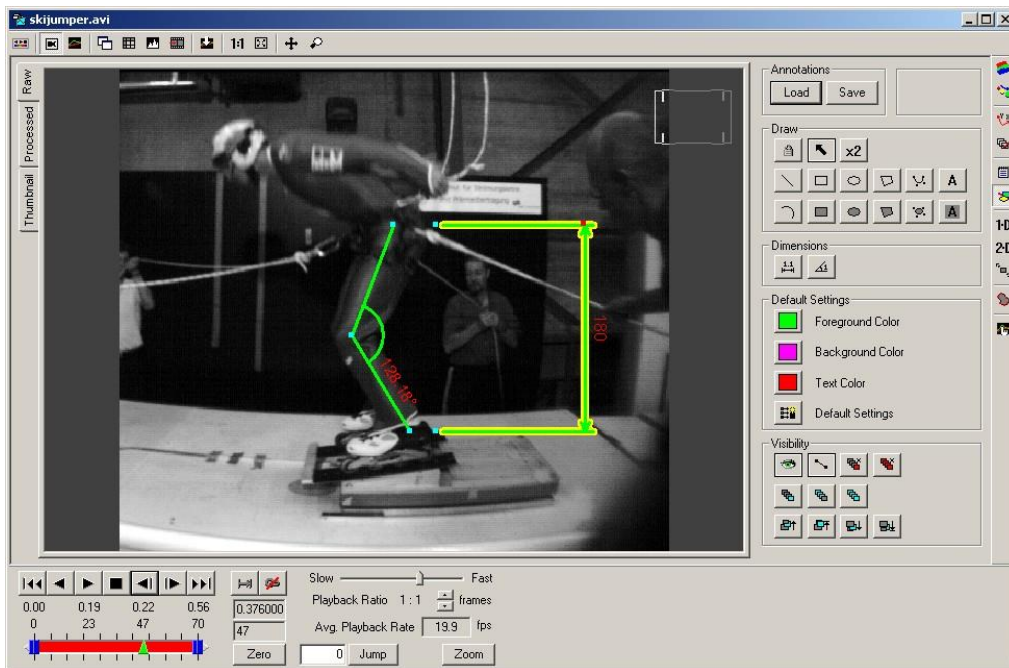 skijumper.avi
1:1
Raw
Processed
Thumbnail
Annotations
Load
Save
Draw
x2
A
A
Dimensions
1.1
Default Settings
Foreground Color
Background Color
Text Color
Default Settings
Visibility
1-D
2-D
180
128.18°
Slow
Fast
Playback Ratio 1 : 1 frames
Avg. Playback Rate 19.9 fps
0.00 0.19 0.22 0.56
0 23 47 70
0.376000
47
Zero
0
Jump
Zoom